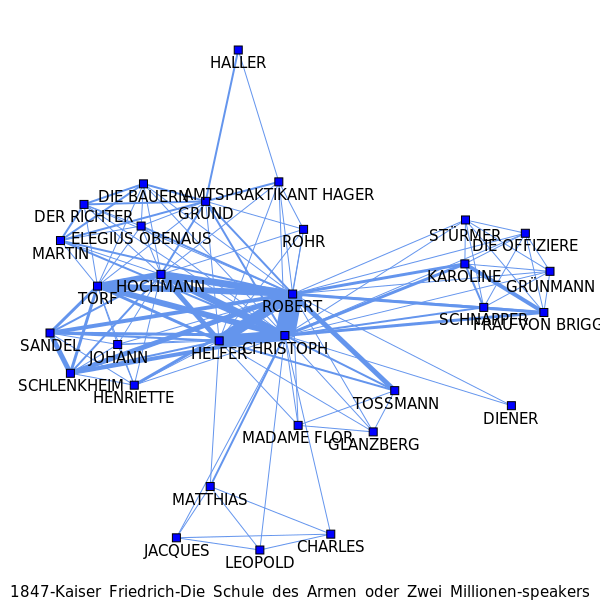 HALLER
DIE BAUERN
AMTSPRAKTIKANT HAGER
DER RICHTER
GRUND
ELEGIUS OBENAUS
ROHR
MARTIN
STÜRMER
DIE OFFIZIERE
KAROLINE
GRÜNMANN
HOCHMANN
TORF
ROBERT
SCHNAPPER
FRAU VON BRIGG
SANDEL
JOHANN
HELFER
CHRISTOPH
SCHLENKHEIM
HENRIETTE
TOSSMANN
DIENER
MADAME FLOR
GLANZBERG
MATTHIAS
JACQUES
LEOPOLD
CHARLES
1847-Kaiser Friedrich-Die Schule des Armen oder Zwei Millionen-speakers